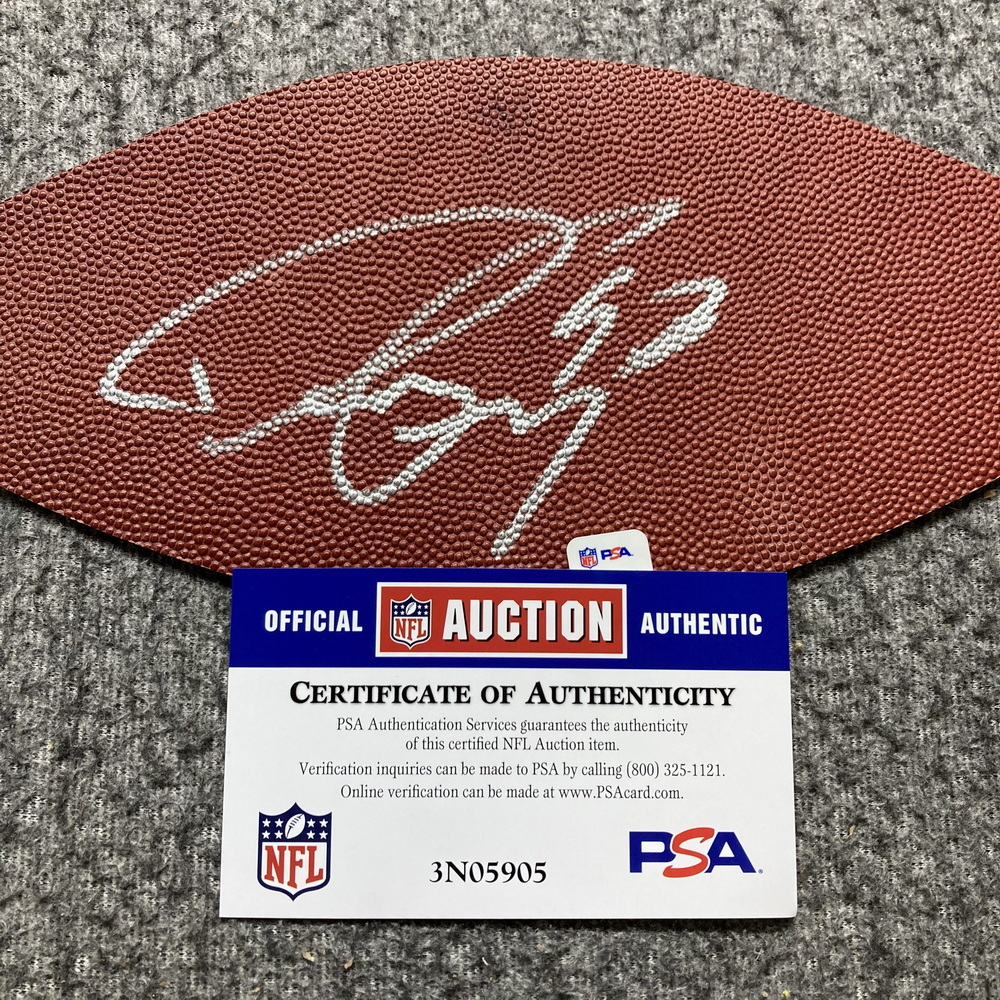 NFL PSA
OFFICIAL NFL AUCTION AUTHENTIC
CERTIFICATE OF AUTHENTICITY
PSA Authentication Services guarantees the authenticity
of this certified NFL Auction item.
Verification inquiries can be made to PSA by calling (800) 325-1121.
Online verification can be made at www.PSAcard.com.
NFL
3N05905
PSA